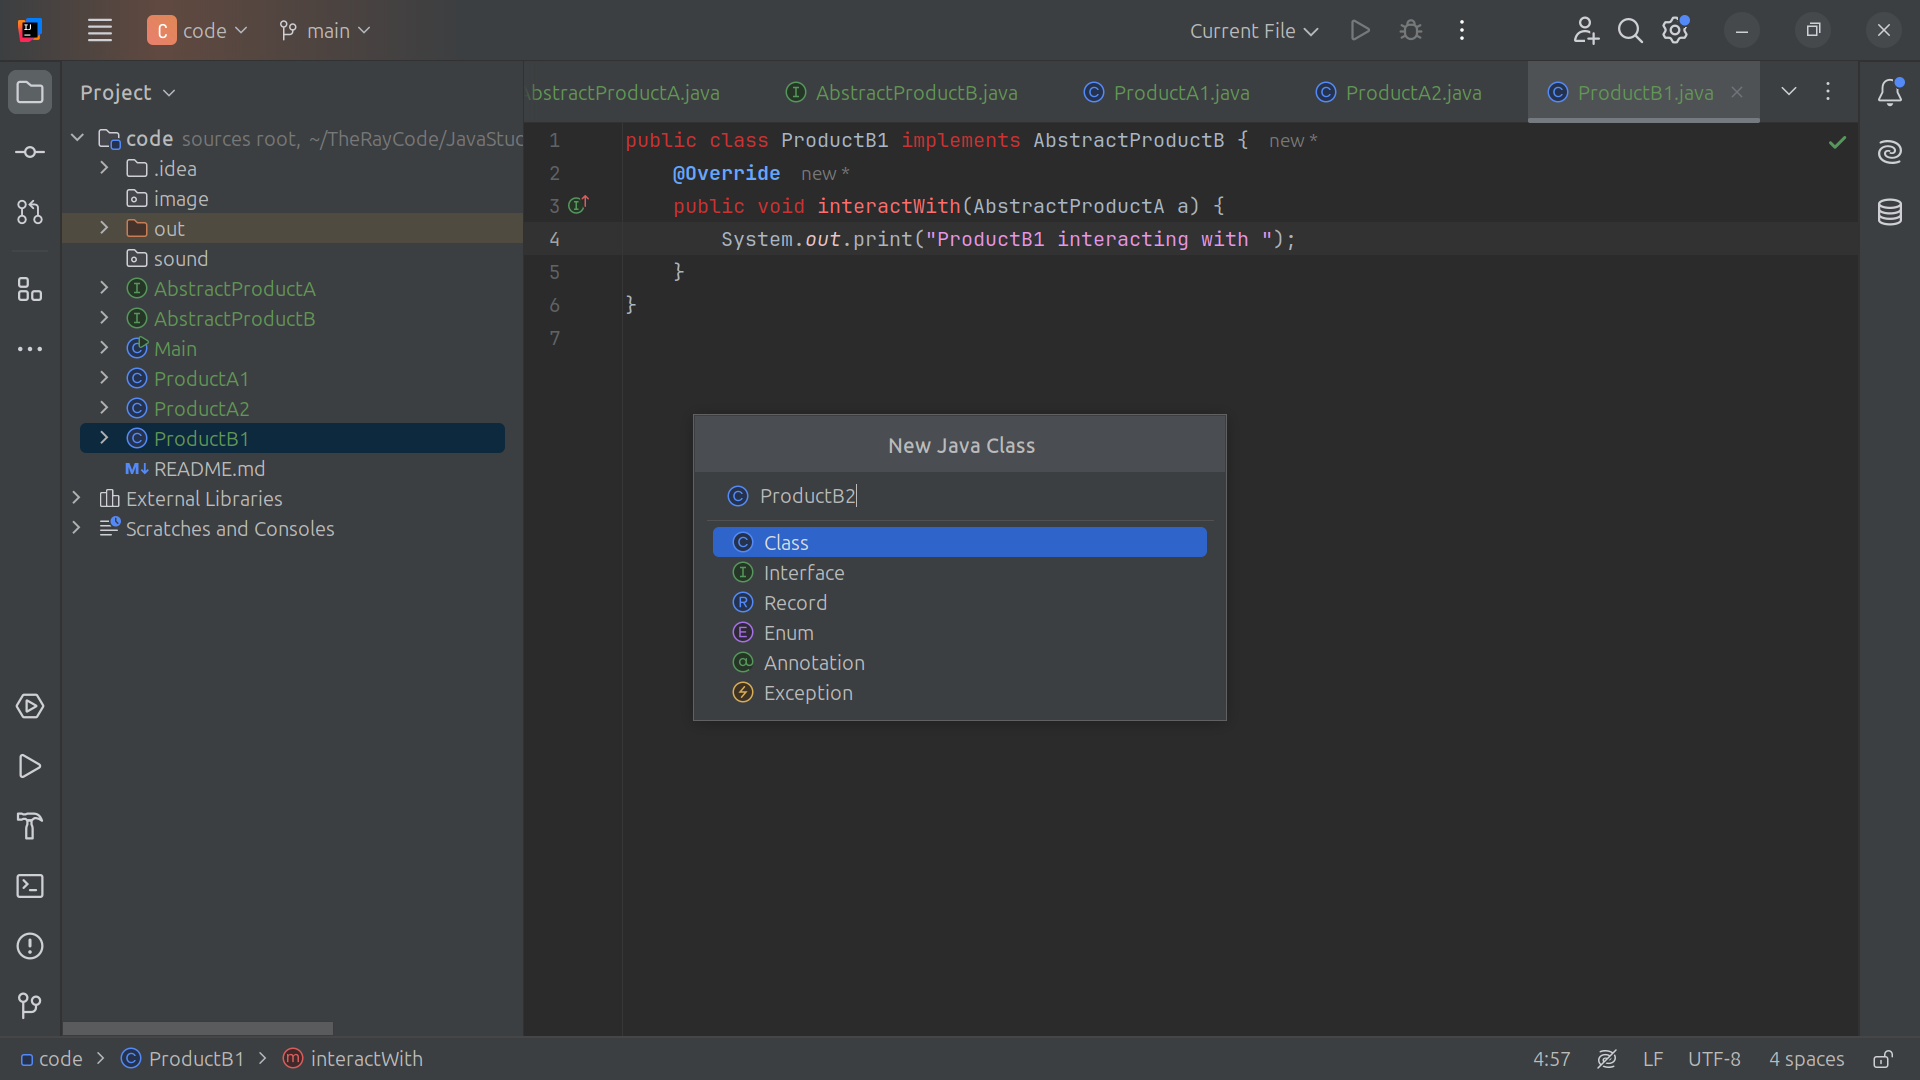 C code main Current File
Project
bstractProductA.java AbstractProductB.java ProductA1.java ProductA2.java ProductB1.java
code sources root, ~/TheRayCode/JavaStud
.idea
image
out
sound
AbstractProductA
AbstractProductB
Main
ProductA1
ProductA2
ProductB1
README.md
External Libraries
Scratches and Consoles
1 public class ProductB1 implements AbstractProductB { new *
2 @Override new *
3 public void interactWith(AbstractProductA a) {
4 System.out.print("ProductB1 interacting with ");
5 }
6 }
7
New Java Class
ProductB2
Class
Interface
Record
Enum
Annotation
Exception
code ProductB1 interactWith 4:57 LF UTF-8 4 spaces